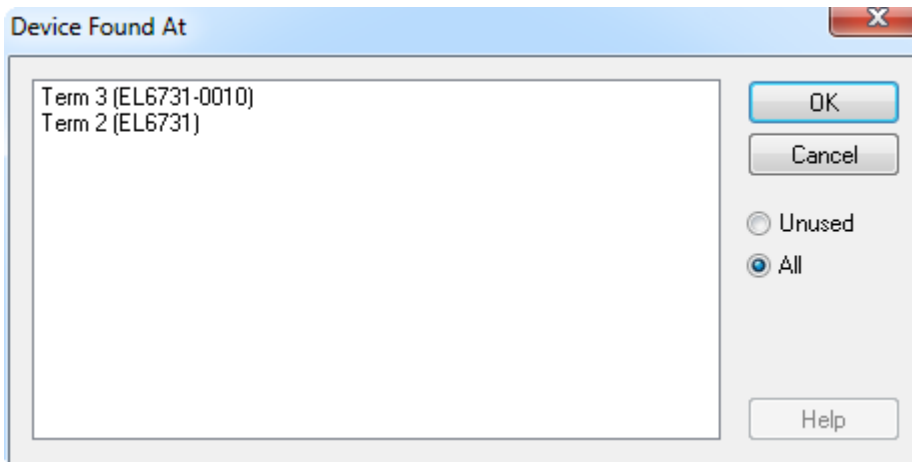 Device Found At
Term 3 (EL6731-0010)
Term 2 (EL6731)
OK
Cancel
Unused
All
Help